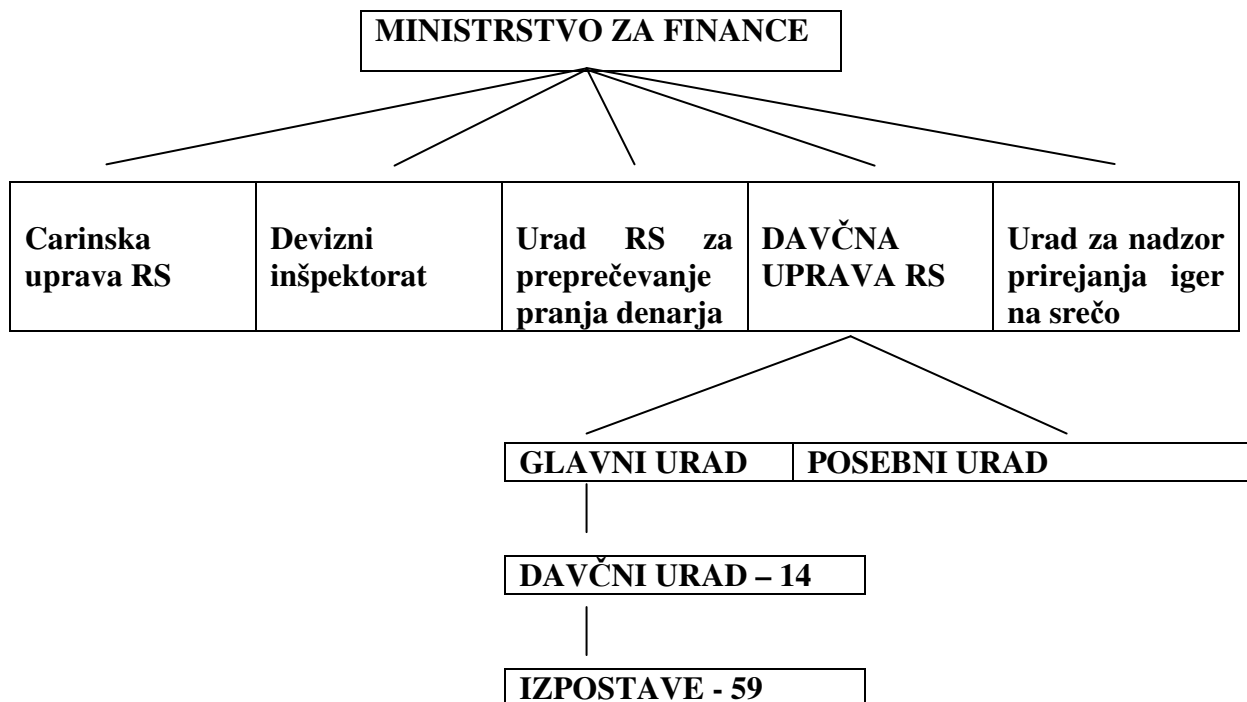 MINISTRSTVO ZA FINANCE
Carinska
uprava RS
Devizni
inšpektorat
Urad RS za
preprečevanje
pranja denarja
DAVČNA
UPRAVA RS
Urad za nadzor
prirejanja iger
na srečo
GLAVNI URAD
POSEBNI URAD
DAVČNI URAD – 14
IZPOSTAVE - 59